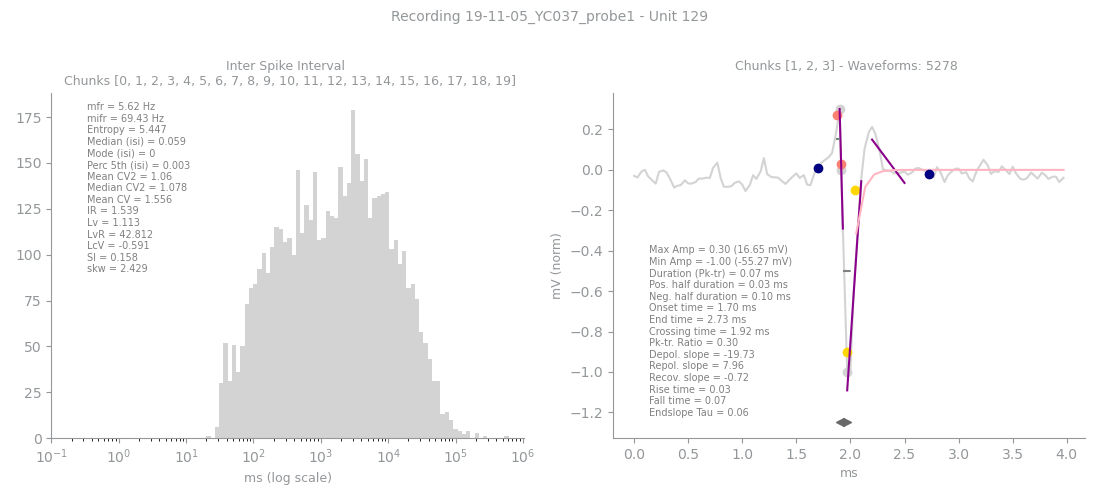 Recording 19-11-05_YC037_probe1 - Unit 129
Inter Spike Interval
Chunks [0, 1, 2, 3, 4, 5, 6, 7, 8, 9, 10, 11, 12, 13, 14, 15, 16, 17, 18, 19]
175
150
125
100
75
50
25
0
mfr = 5.62 Hz
mifr = 69.43 Hz
Entropy = 5.447
Median (isi) = 0.059
Mode (isi) = 0
Perc 5th (isi) = 0.003
Mean CV2 = 1.06
Median CV2 = 1.078
Mean CV = 1.556
IR = 1.539
Lv = 1.113
LvR = 42.812
LcV = -0.591
SI = 0.158
skw = 2.429
10⁻¹ 10⁰ 10¹ 10² 10³ 10⁴ 10⁵ 10⁶
ms (log scale)
Chunks [1, 2, 3] - Waveforms: 5278
mV (norm)
0.2
0.0
−0.2
−0.4
−0.6
−0.8
−1.0
−1.2
Max Amp = 0.30 (16.65 mV)
Min Amp = -1.00 (-55.27 mV)
Duration (Pk-tr) = 0.07 ms
Pos. half duration = 0.03 ms
Neg. half duration = 0.10 ms
Onset time = 1.70 ms
End time = 2.73 ms
Crossing time = 1.92 ms
Pk-tr. Ratio = 0.30
Depol. slope = -19.73
Repol. slope = 7.96
Recov. slope = -0.72
Rise time = 0.03
Fall time = 0.07
Endslope Tau = 0.06
0.0 0.5 1.0 1.5 2.0 2.5 3.0 3.5 4.0
ms